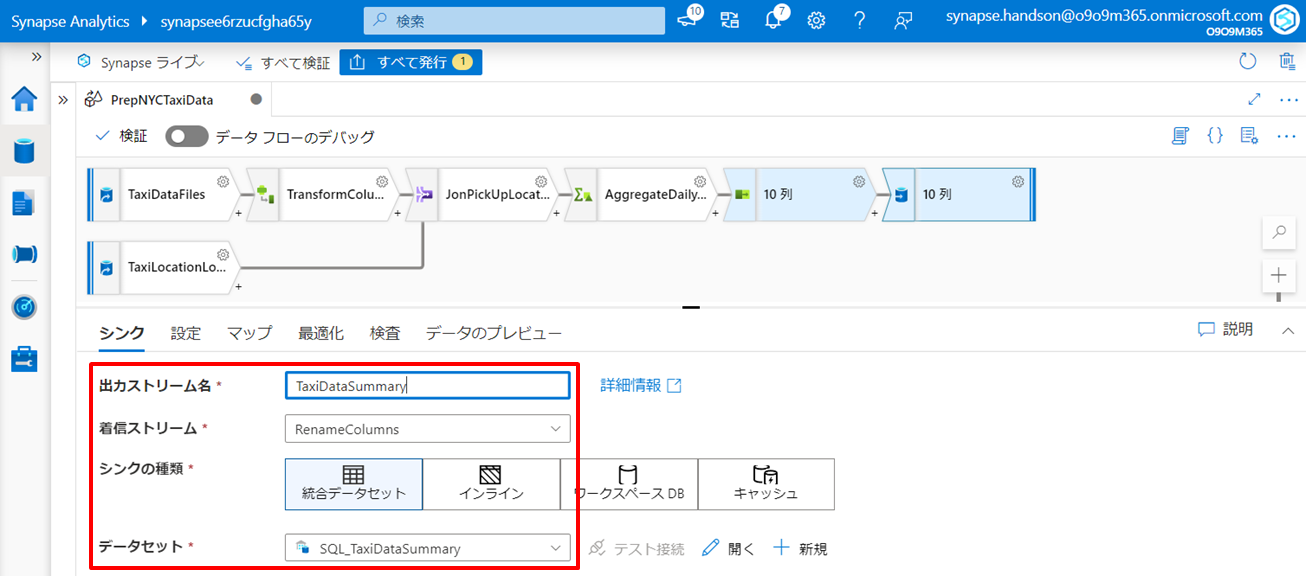 Synapse Analytics
synapsee6rzucfgha65y
検索
10
7
synapse.handson@o9o9m365.onmicrosoft.com
O9O9M365
Synapse ライブ
すべて検証
すべて発行
1
PrepNYCTaxiData
検証
データ フローのデバッグ
TaxiDataFiles
TransformColu...
JonPickUpLocat...
AggregateDaily...
10 列
10 列
TaxiLocationLo...
シンク
設定
マップ
最適化
検査
データのプレビュー
説明
出力ストリーム名 *
TaxiDataSummary
詳細情報
着信ストリーム *
RenameColumns
シンクの種類 *
統合データセット
インライン
ワークスペース DB
キャッシュ
データセット *
SQL_TaxiDataSummary
テスト接続
開く
新規